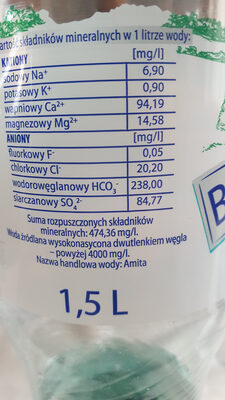 artość składników mineralnych w 1 litrze wody:
KATIONY [mg/l]
sodowy Na⁺ 6,90
potasowy K⁺ 0,90
wapniowy Ca²⁺ 94,19
magnezowy Mg²⁺ 14,58
ANIONY [mg/l]
fluorkowy F⁻ 0,05
chlorkowy Cl⁻ 20,20
wodorowęglanowy HCO₃⁻ 238,00
siarczanowy SO₄²⁻ 84,77
Suma rozpuszczonych składników
mineralnych: 474,36 mg/l.
Woda źródlana wysokonasycona dwutlenkiem węgla
– powyżej 4000 mg/l.
Nazwa handlowa wody: Amita
1,5 L
B